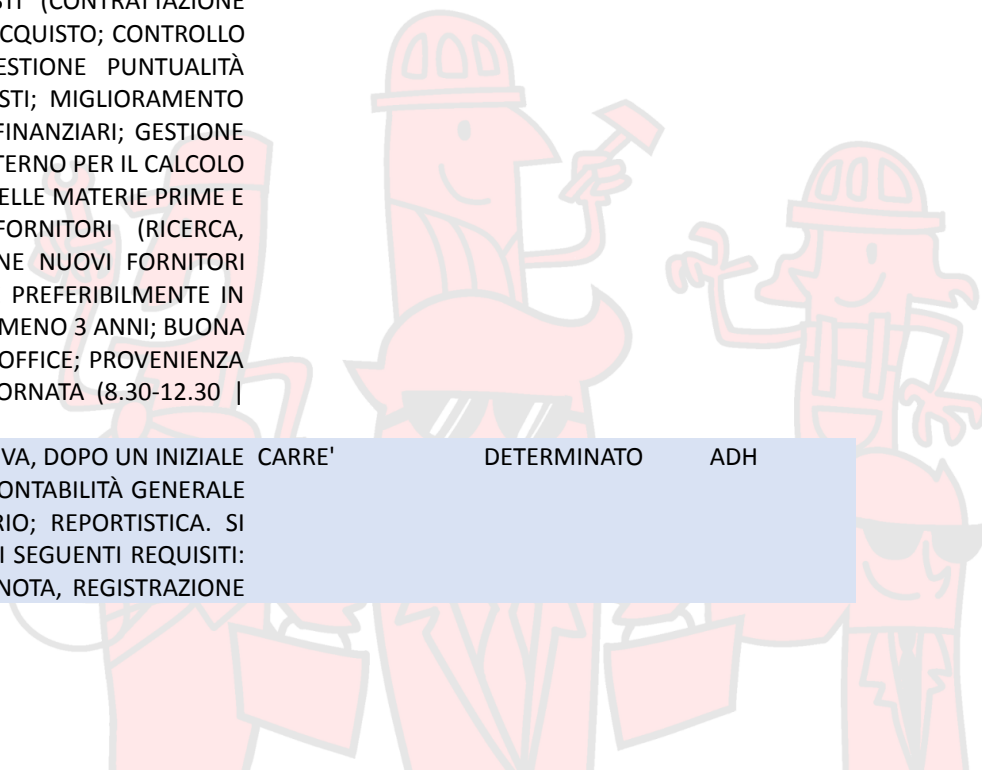 (CONTRATTAZIONE
CQUISTO; CONTROLLO
ESTIONE PUNTUALITÀ
STI; MIGLIORAMENTO
FINANZIARI; GESTIONE
TERNO PER IL CALCOLO
ELLE MATERIE PRIME E
FORNITORI (RICERCA,
NE NUOVI FORNITORI
PREFERIBILMENTE IN
MENO 3 ANNI; BUONA
OFFICE; PROVENIENZA
ORNATA (8.30-12.30 |
VA, DOPO UN INIZIALE CARRE' DETERMINATO ADH
ONTABILITÀ GENERALE
RIO; REPORTISTICA. SI
I SEGUENTI REQUISITI:
NOTA, REGISTRAZIONE